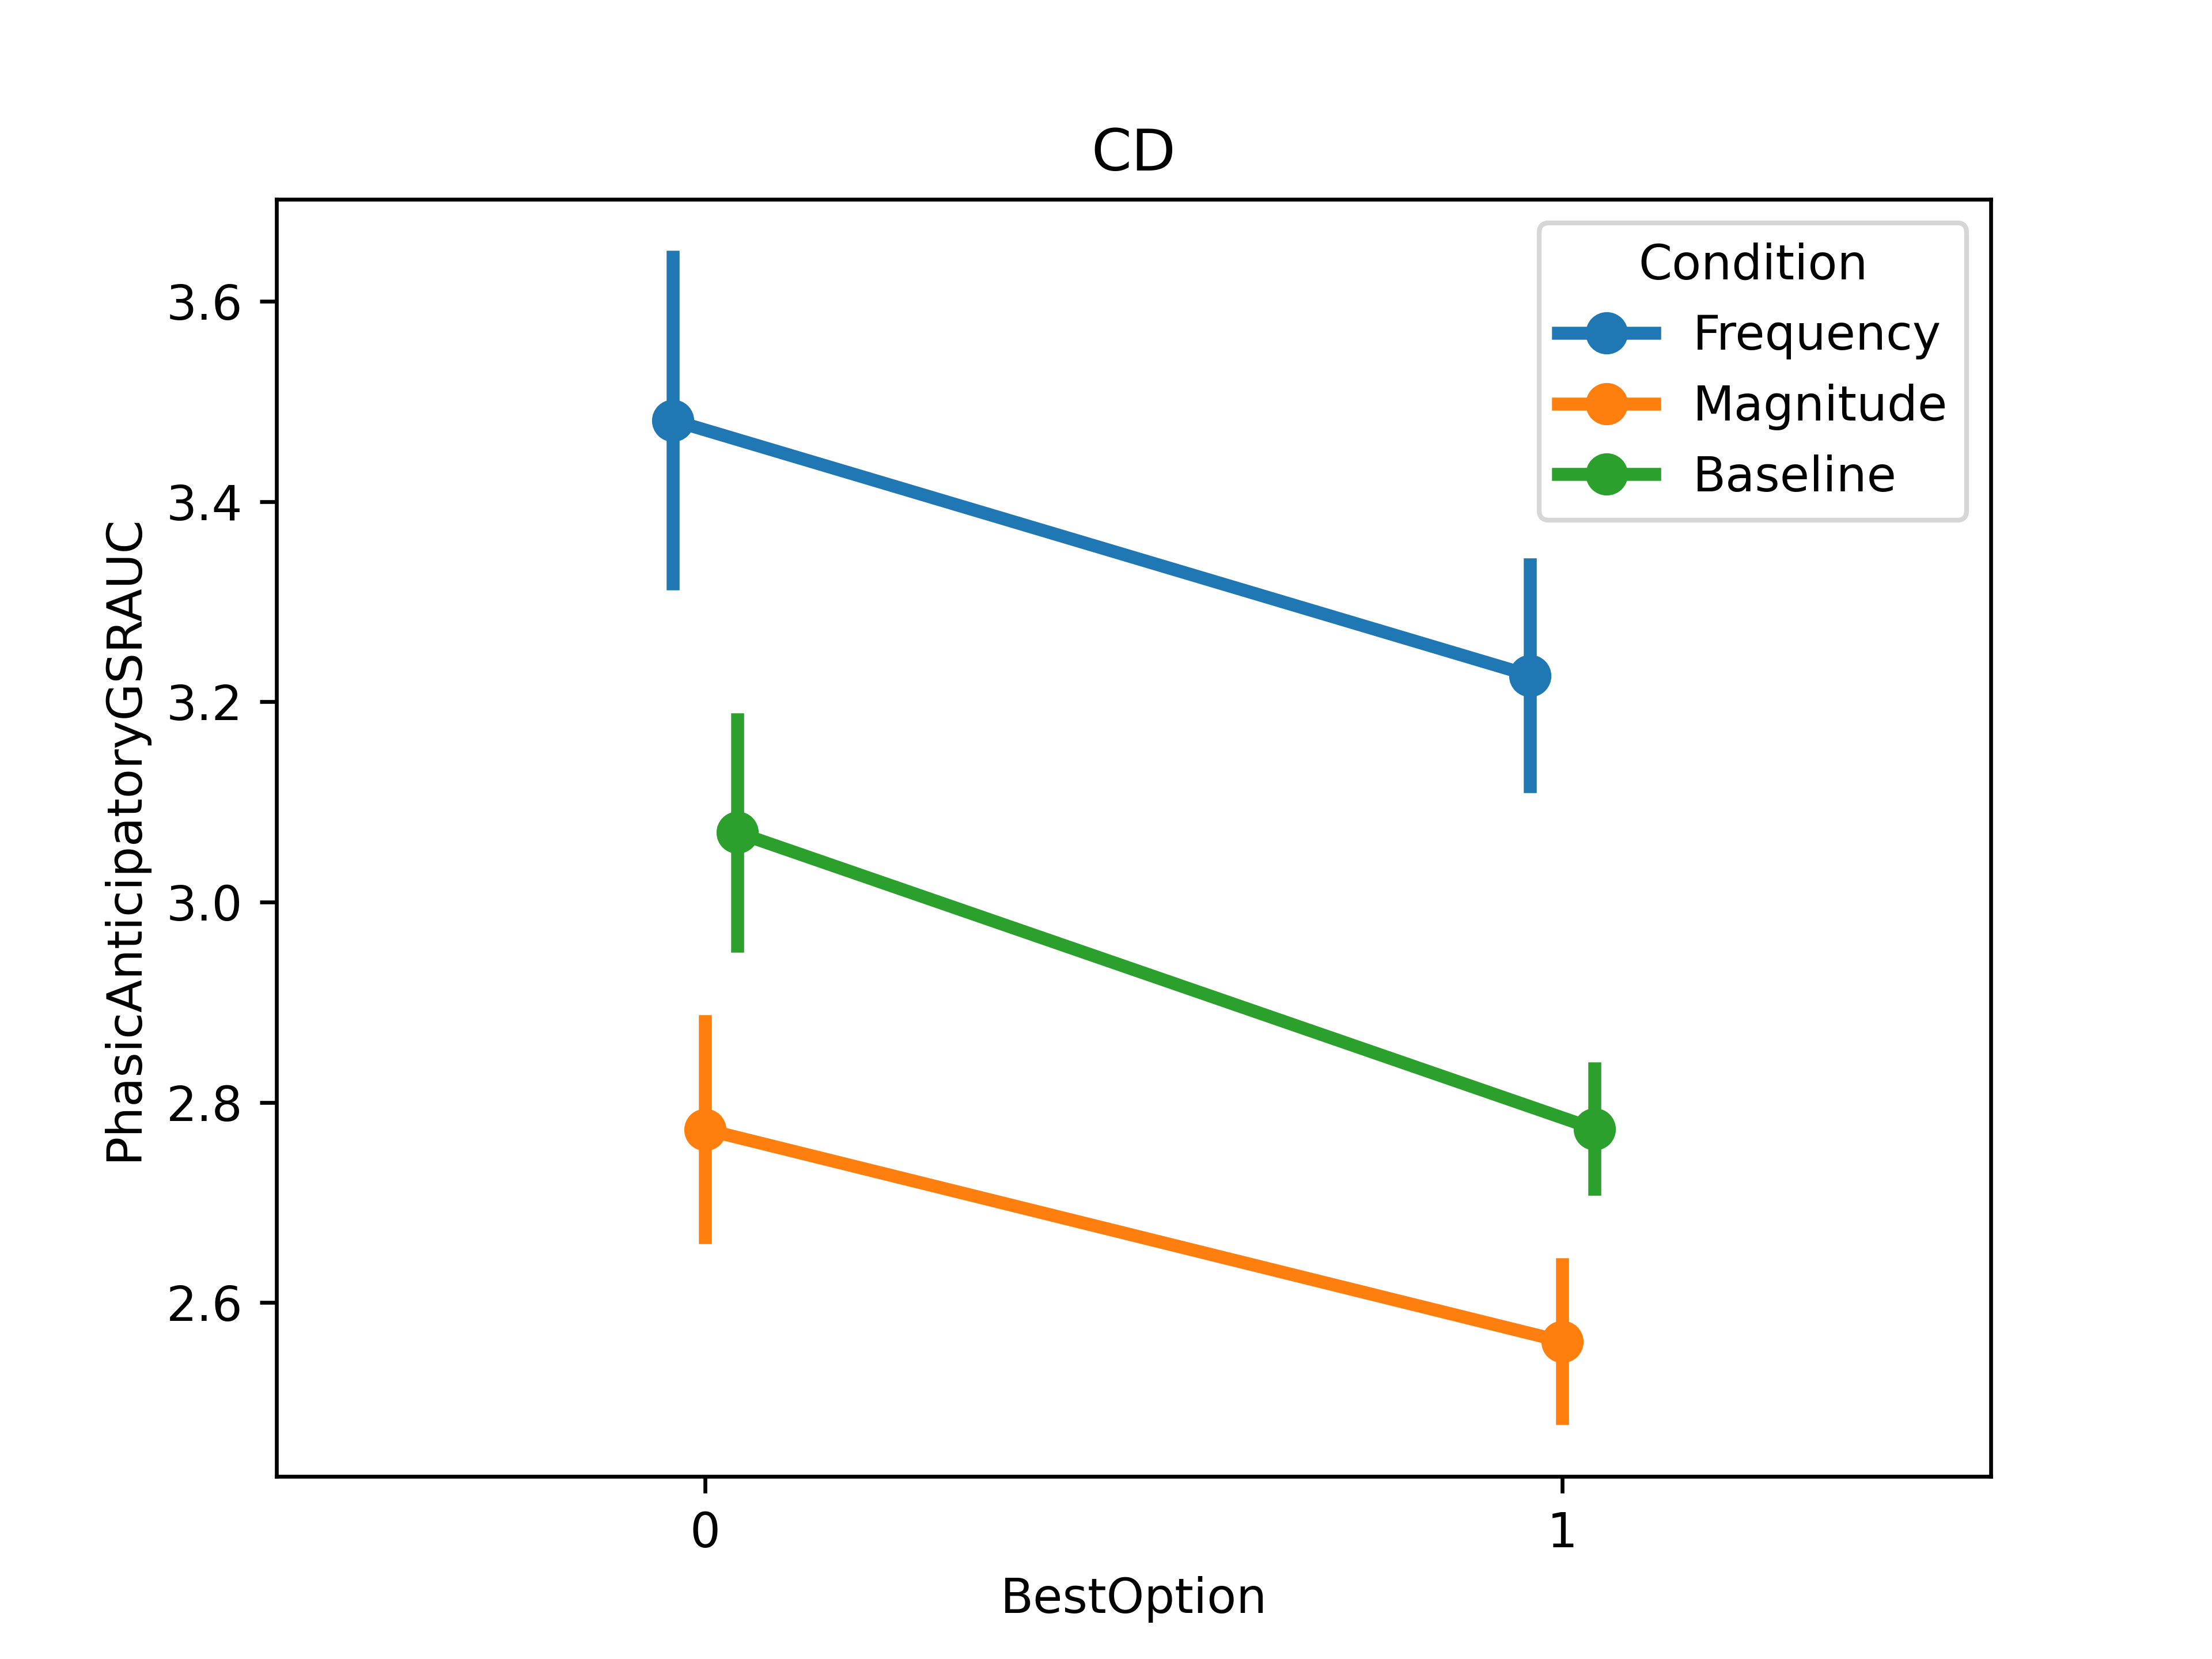 CD
Condition
Frequency
Magnitude
Baseline
PhasicAnticipatoryGSRAUC
3.6
3.4
3.2
3.0
2.8
2.6
0
1
BestOption